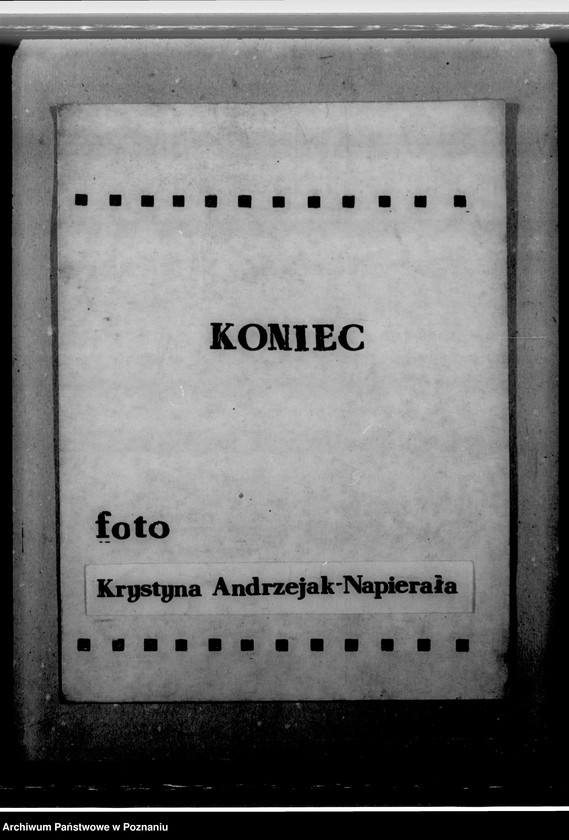 KONIEC
foto
Krystyna Andrzejak-Napierała
Archiwum Państwowe w Poznaniu